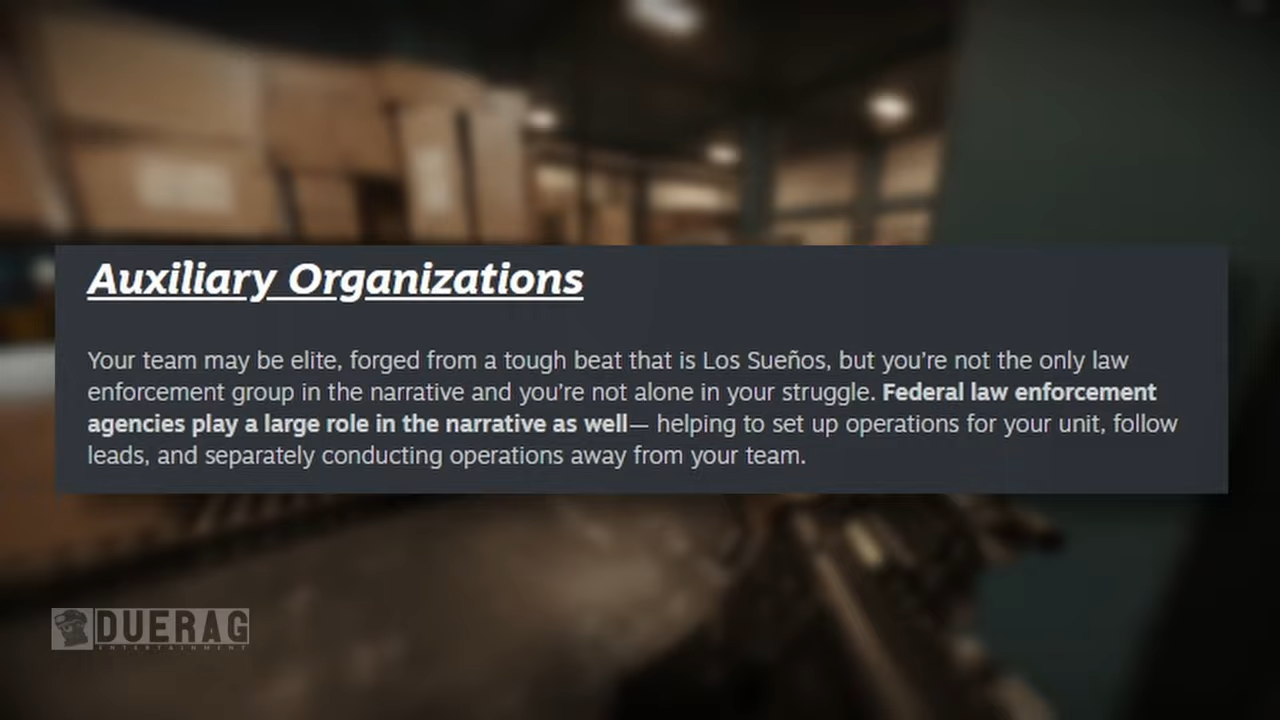 Auxiliary Organizations
Your team may be elite, forged from a tough beat that is Los Sueños, but you're not the only law
enforcement group in the narrative and you're not alone in your struggle. Federal law enforcement
agencies play a large role in the narrative as well— helping to set up operations for your unit, follow
leads, and separately conducting operations away from your team.
DUERAG
ENTERTAINMENT